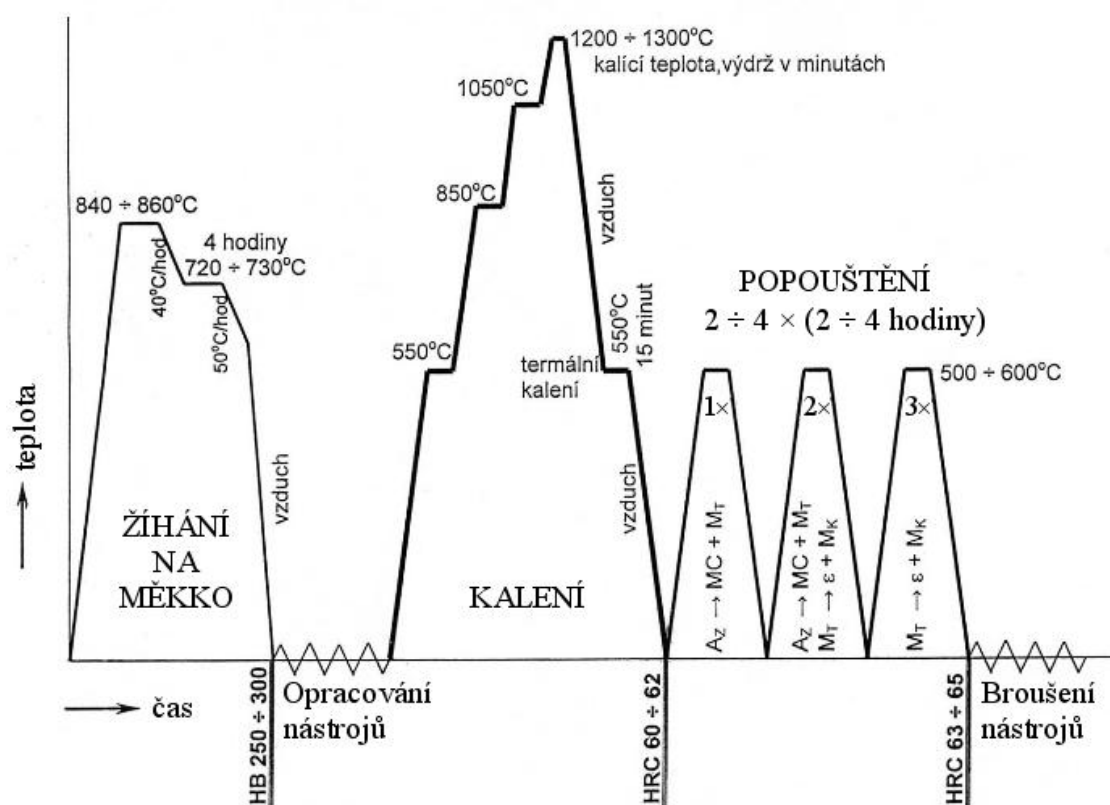 1200 ÷ 1300°C
kalící teplota,výdrž v minutách
1050°C
850°C
840 ÷ 860°C
40°C/hod
4 hodiny
720 ÷ 730°C
50°C/hod
vzduch
ŽÍHÁNÍ
NA
MĚKKO
550°C
vzduch
termální
kalení
550°C
15 minut
vzduch
KALENÍ
POPOUŠTĚNÍ
2 ÷ 4 × (2 ÷ 4 hodiny)
500 ÷ 600°C
1×
2×
3×
A_Z → MC + M_T
A_Z → MC + M_T
M_T → ε + M_K
M_T → ε + M_K
teplota
čas
HB 250 ÷ 300
Opracování
nástrojů
HRC 60 ÷ 62
HRC 63 ÷ 65
Broušení
nástrojů